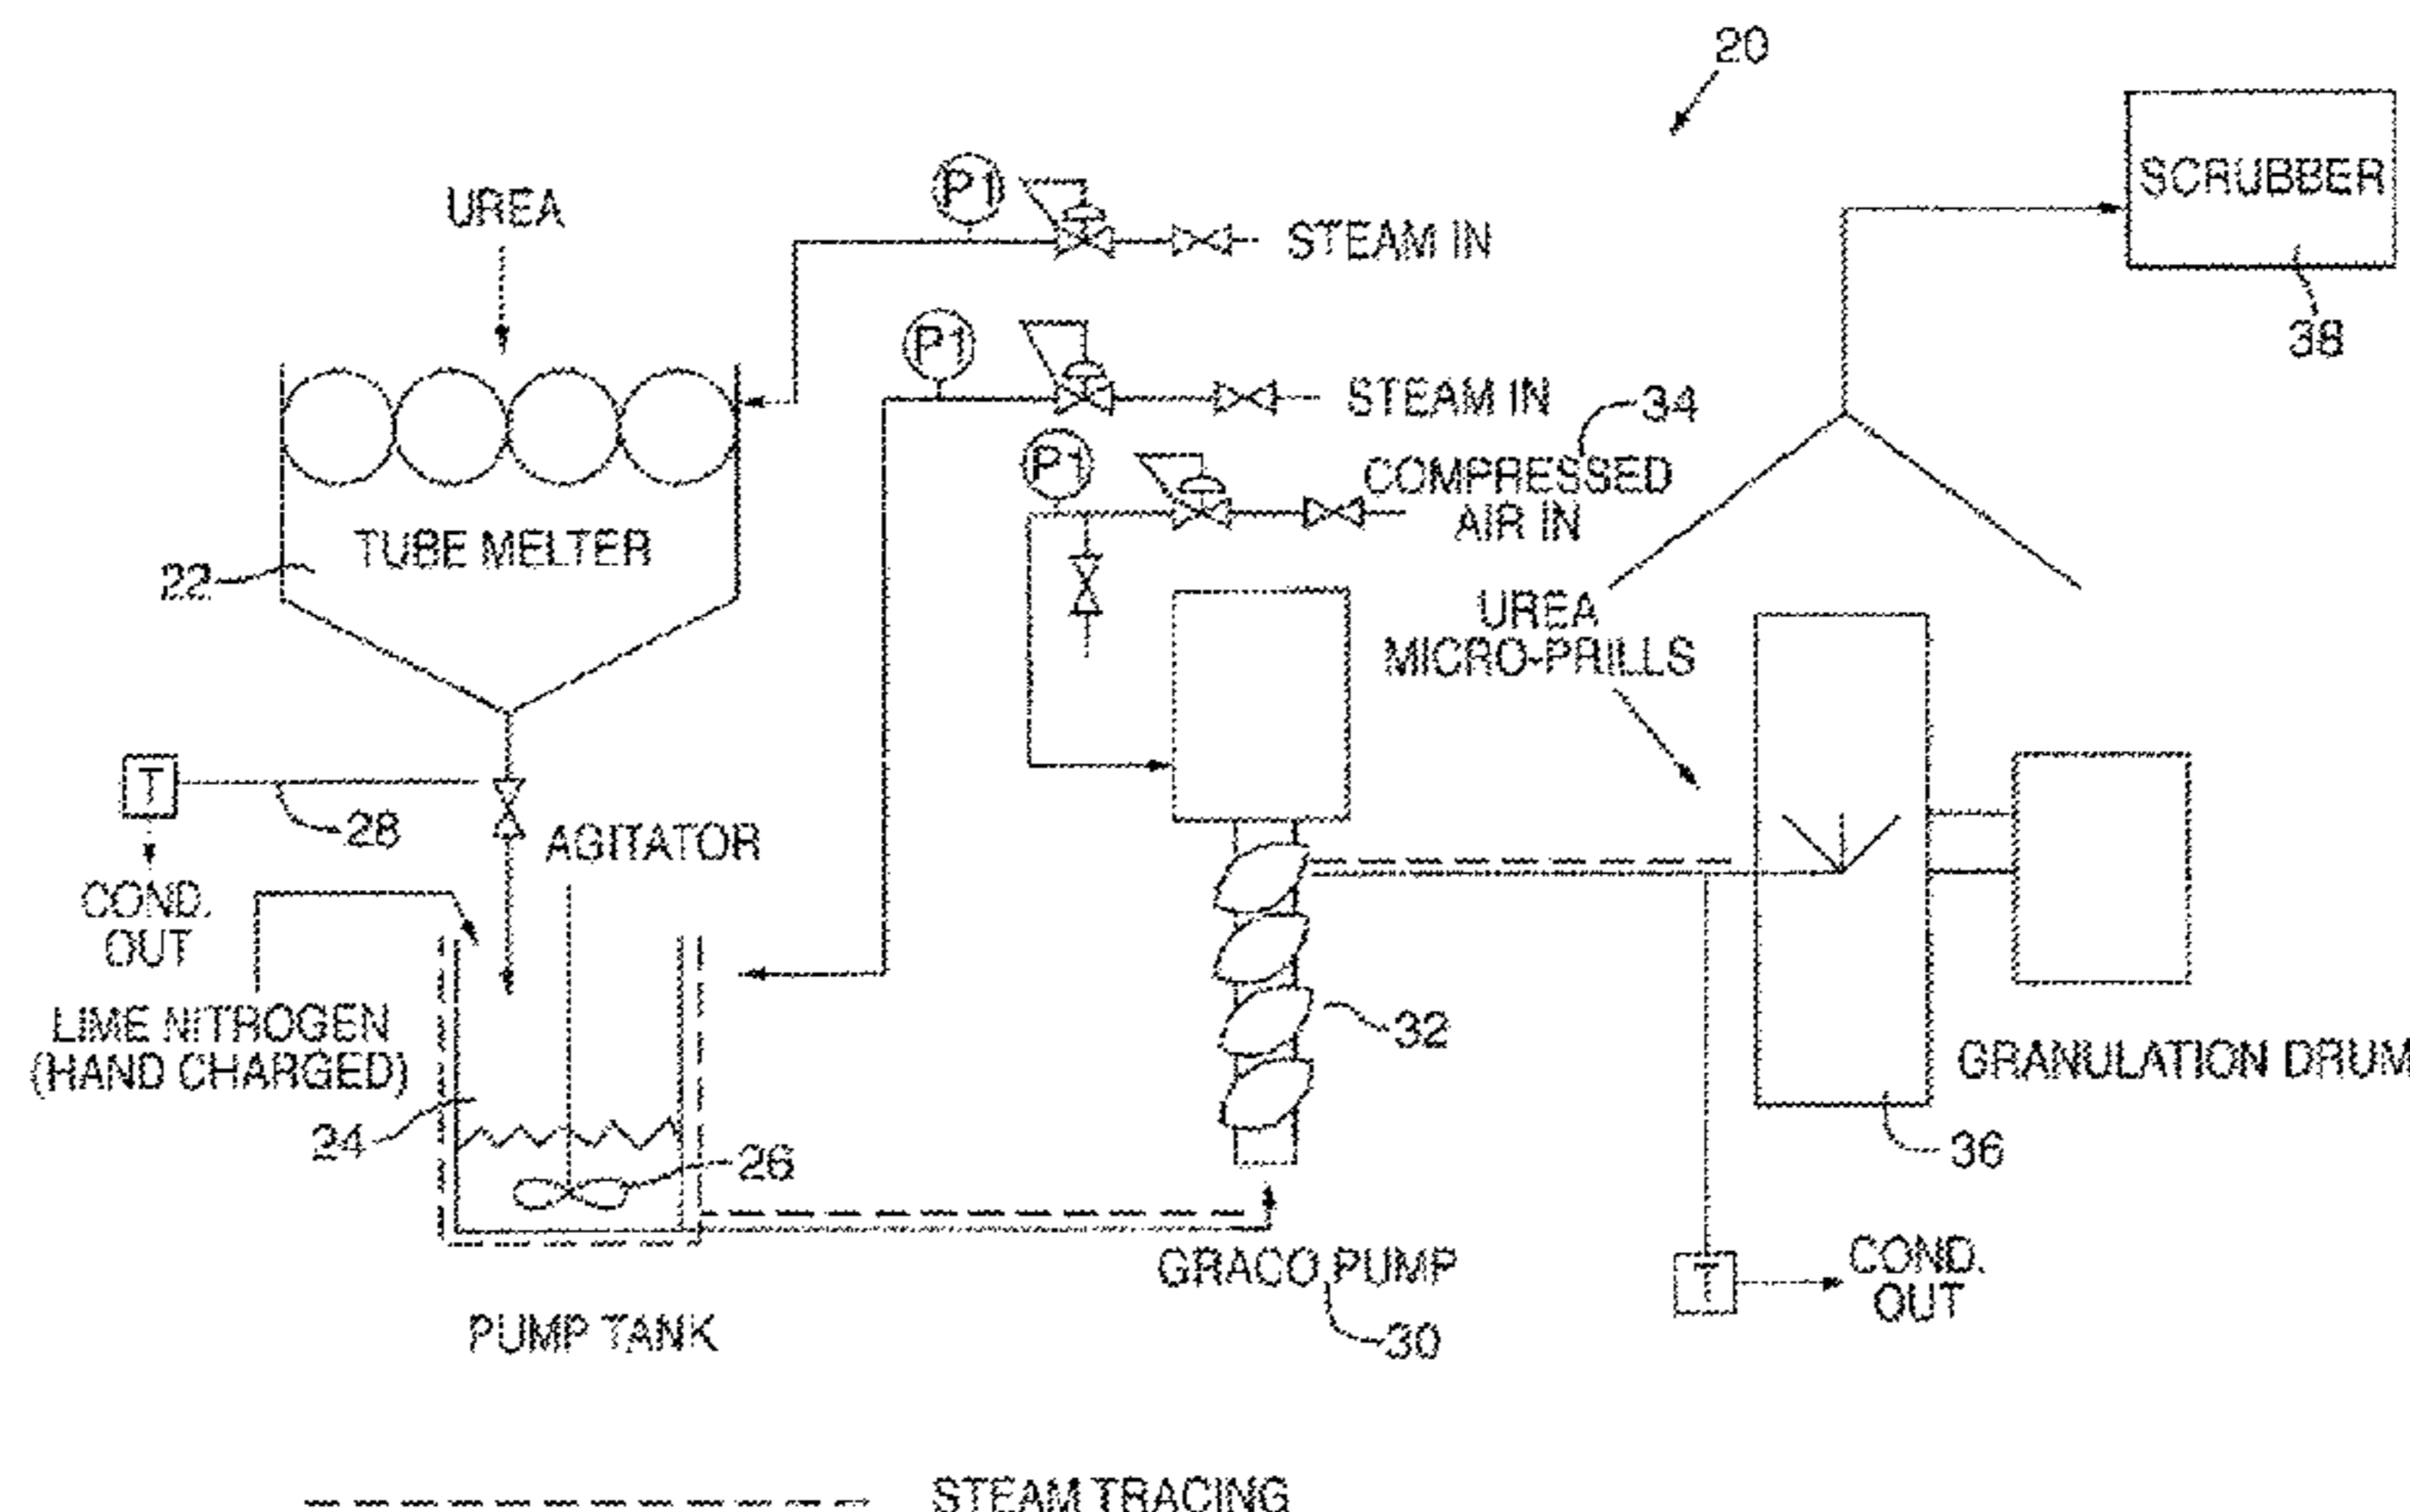 20
SCRUBBER
38
UREA
P1
STEAM IN
P1
STEAM IN
34
P1
COMPRESSED
AIR IN
TUBE MELTER
22
UREA
MICRO-PRILLS
T
28
COND.
OUT
AGITATOR
LIME NITROGEN
(HAND CHARGED)
24
26
32
GRANULATION DRUM
36
GRACO PUMP
30
T
COND.
OUT
PUMP TANK
STEAM TRACING